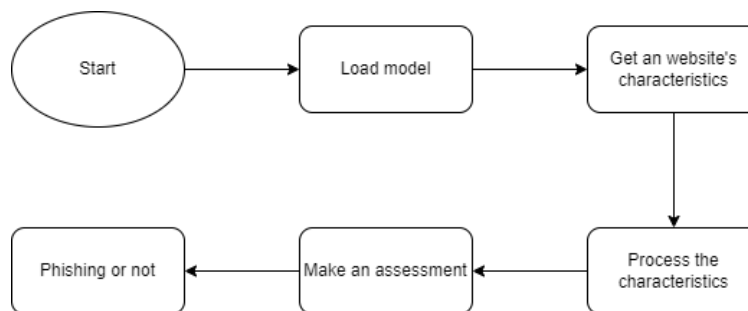 Start
Load model
Get an website's
characteristics
Process the
characteristics
Make an assessment
Phishing or not